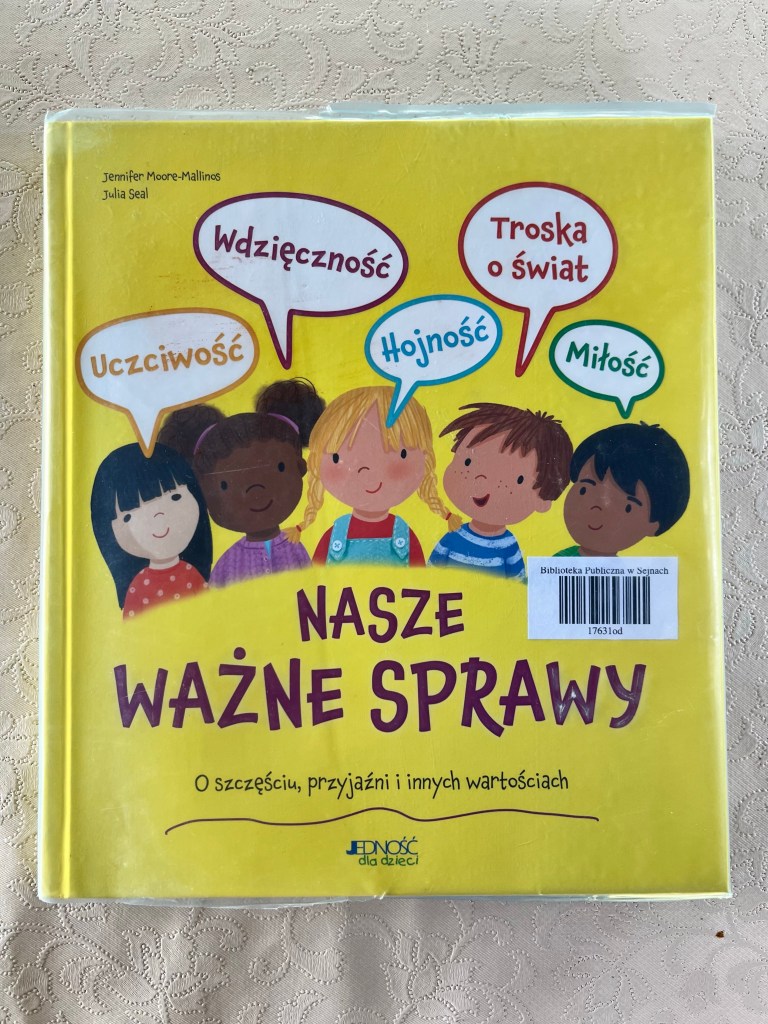 Jennifer Moore-Mallinos
Julia Seal
Wdzięczność
Troska
o świat
Uczciwość
Hojność
Miłość
Biblioteka Publiczna w Sejnach
17631od
NASZE
WAŻNE SPRAWY
O szczęściu, przyjaźni i innych wartościach
JEDNOŚĆ
dla dzieci